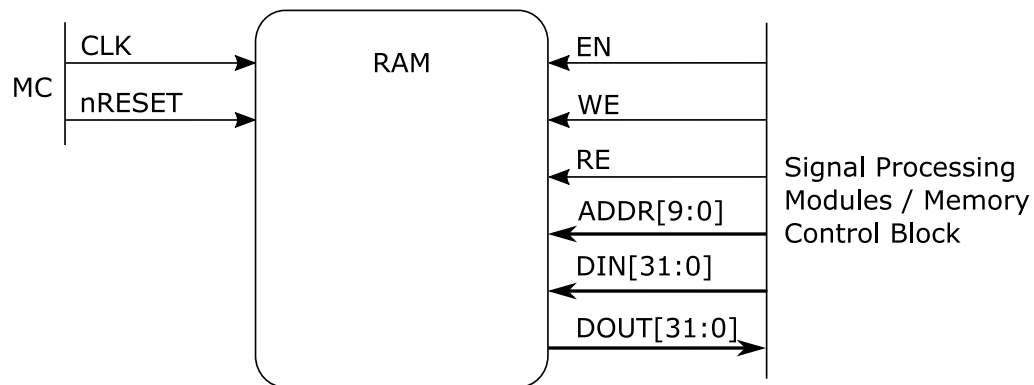 MC
CLK
nRESET
RAM
EN
WE
RE
ADDR[9:0]
DIN[31:0]
DOUT[31:0]
Signal Processing
Modules / Memory
Control Block